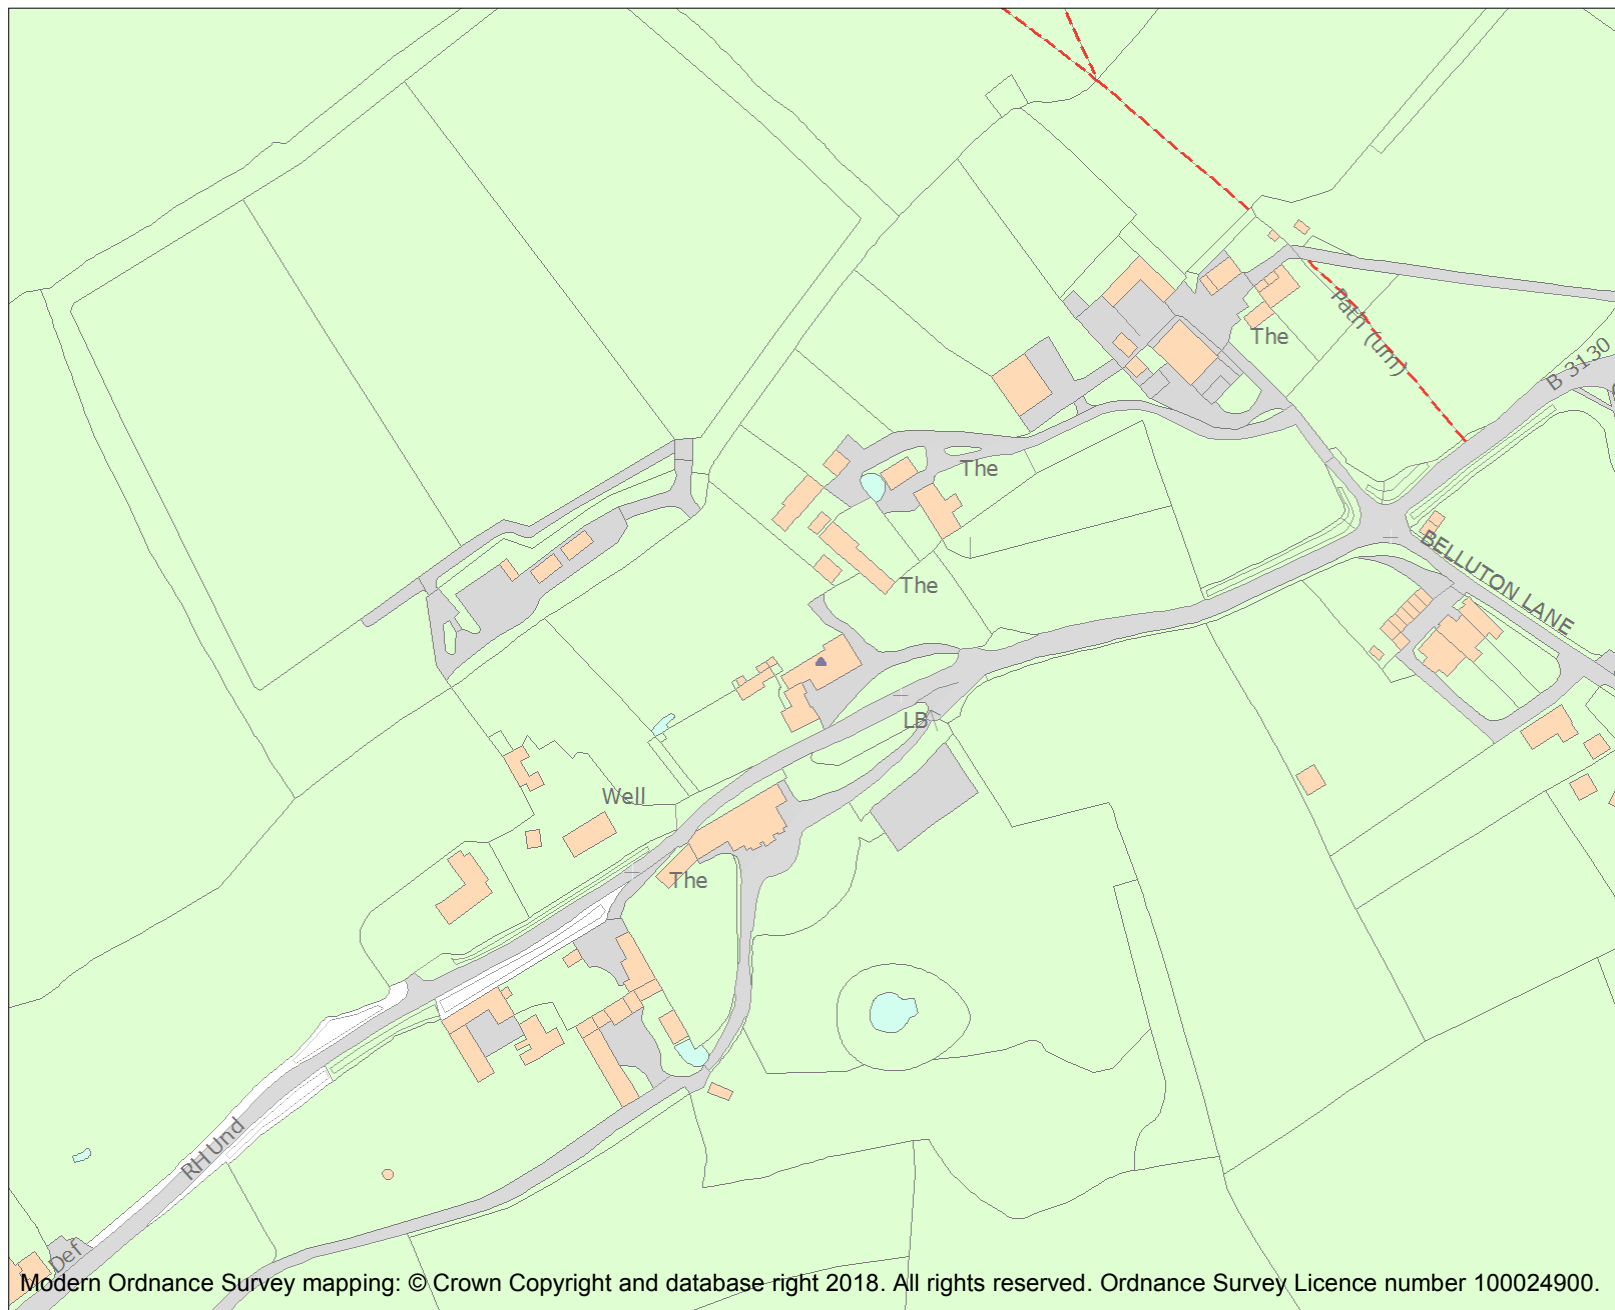 The
Path (um)
B 3130
The
BELLUTON LANE
The
LB
Well
The
RH Und
Def
Modern Ordnance Survey mapping: © Crown Copyright and database right 2018. All rights reserved. Ordnance Survey Licence number 100024900.